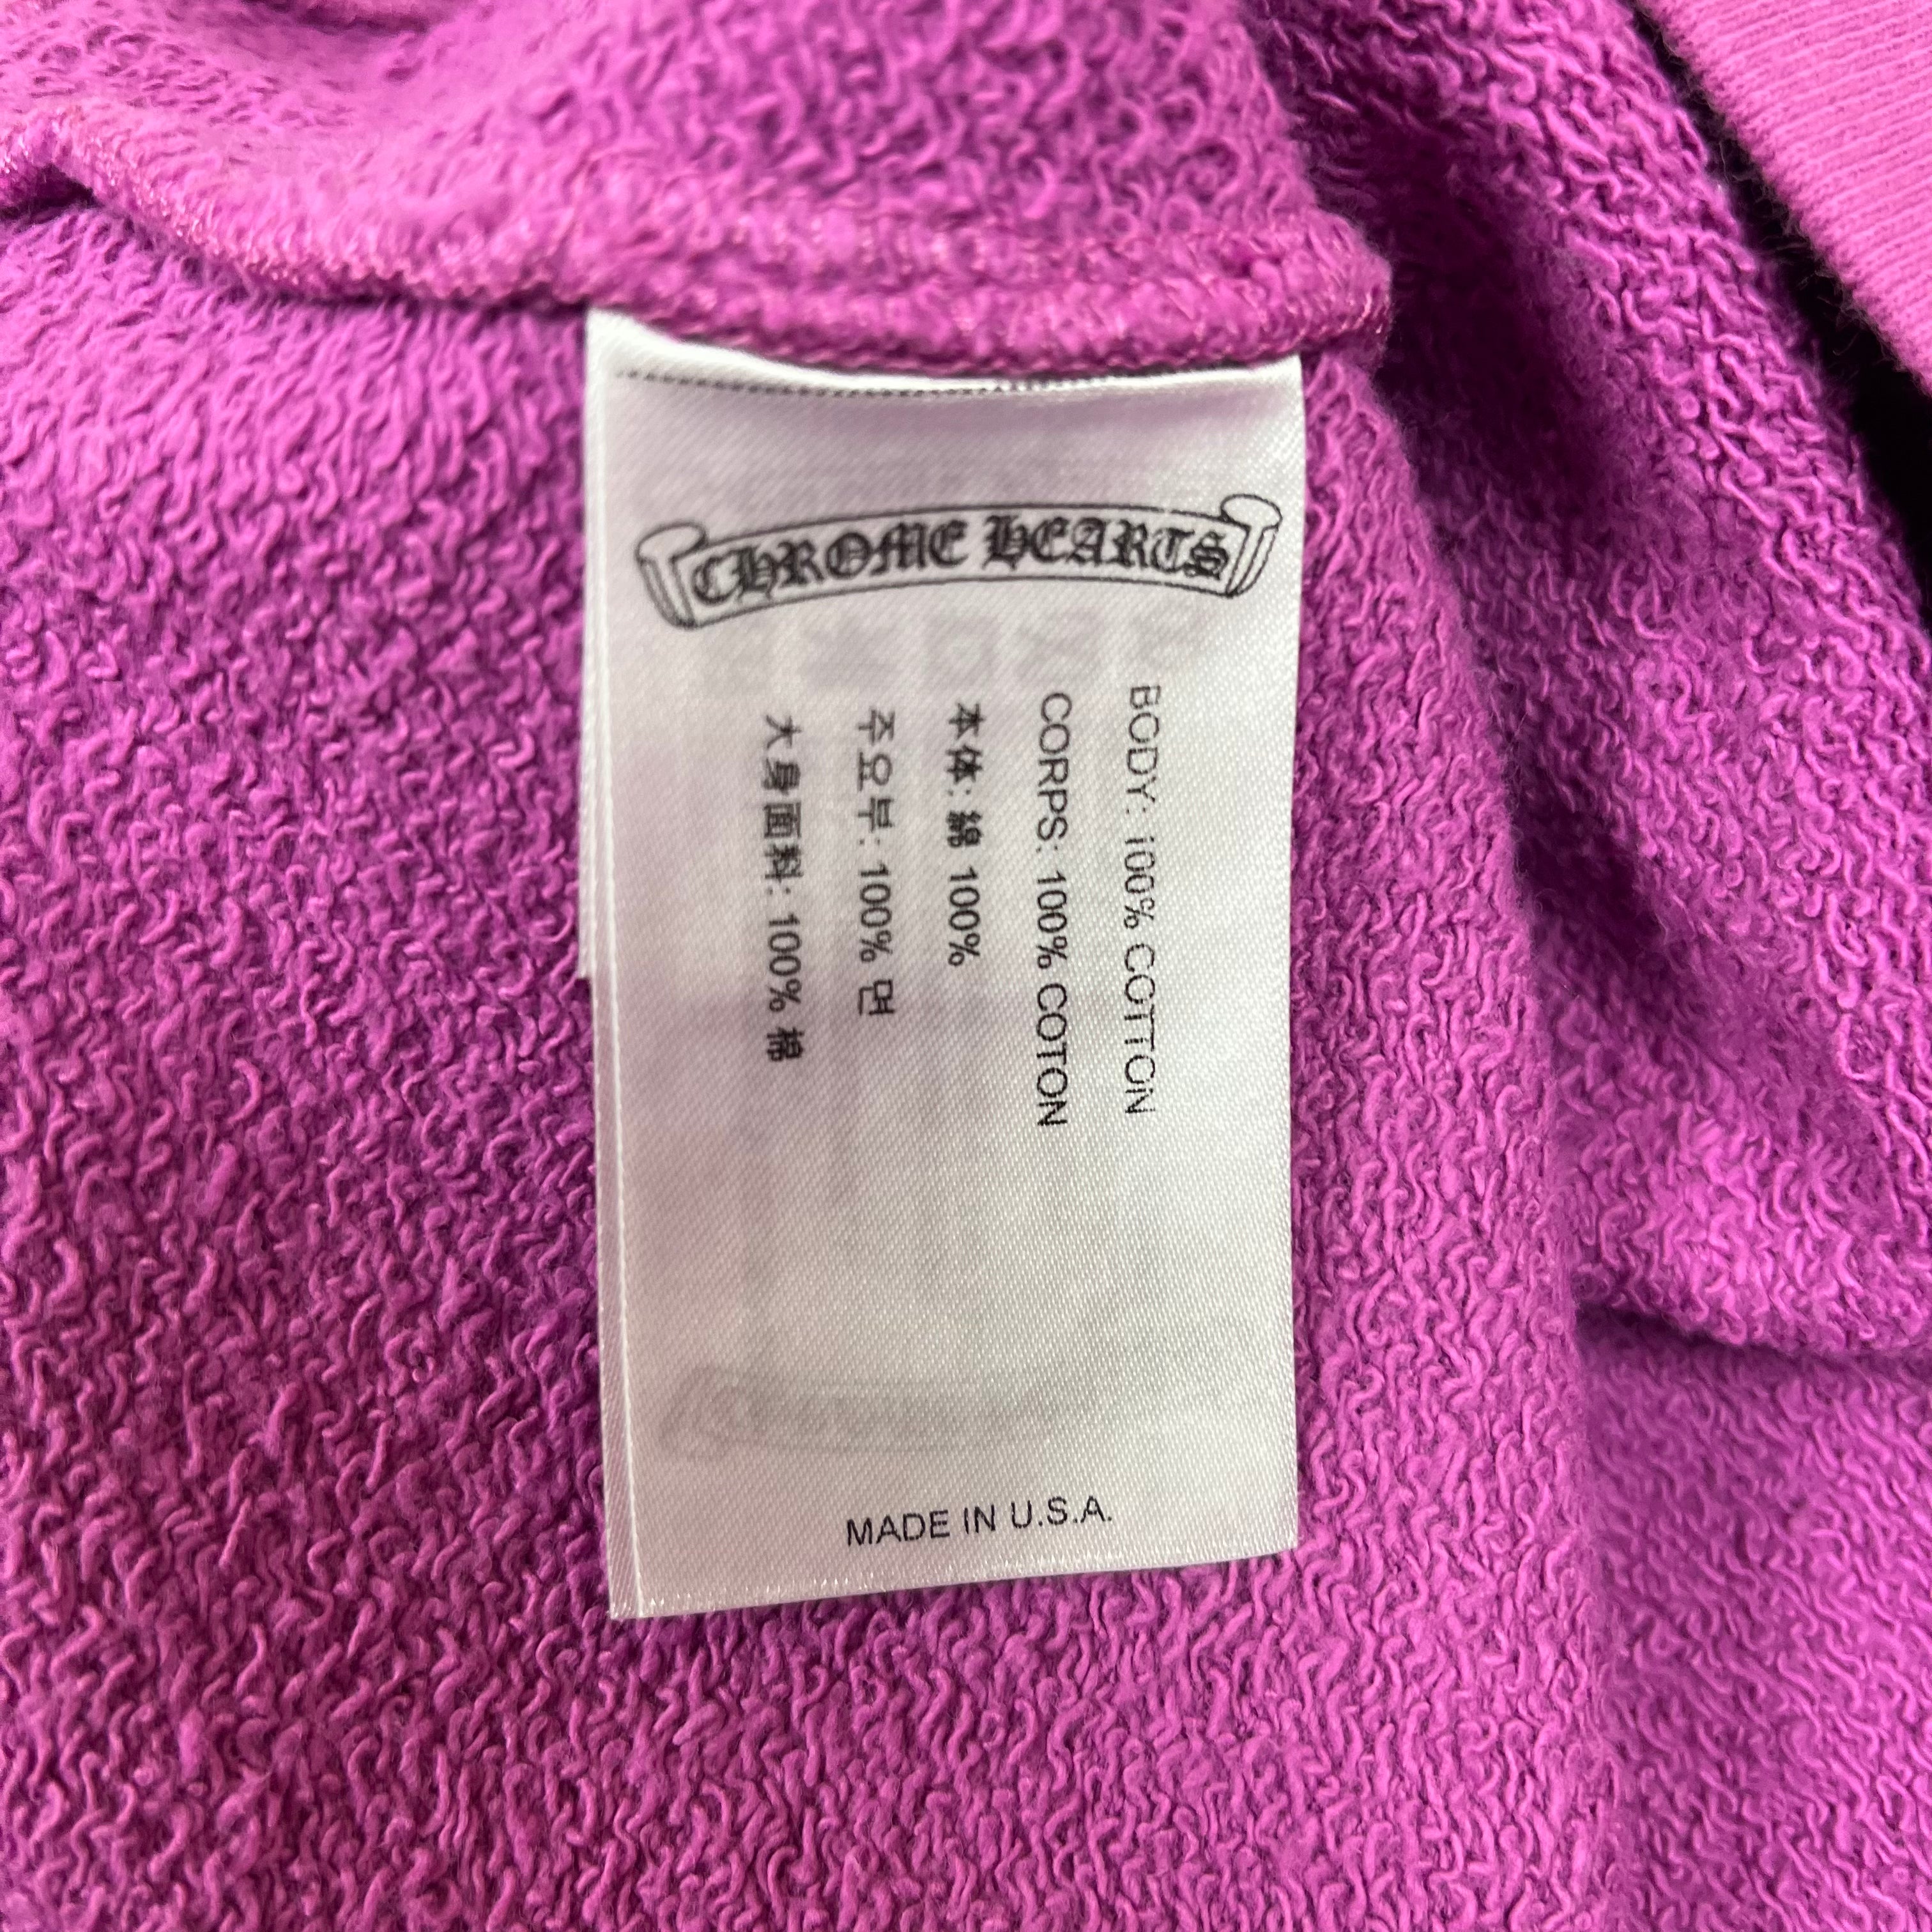 CHROME HEARTS
BODY: 100% COTTON
CORPS: 100% COTON
本体: 綿 100%
주요부: 100% 면
大身面料: 100% 棉
MADE IN U.S.A.